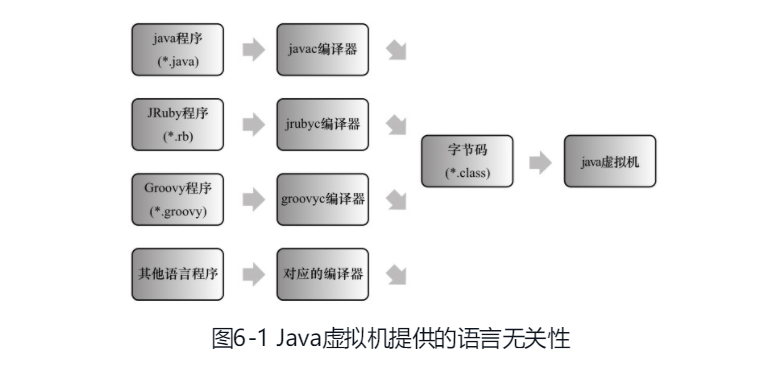 java程序
(*.java)
javac编译器
JRuby程序
(*.rb)
jrubyc编译器
字节码
(*.class)
java虚拟机
Groovy程序
(*.groovy)
groovyc编译器
其他语言程序
对应的编译器
图6-1 Java虚拟机提供的语言无关性